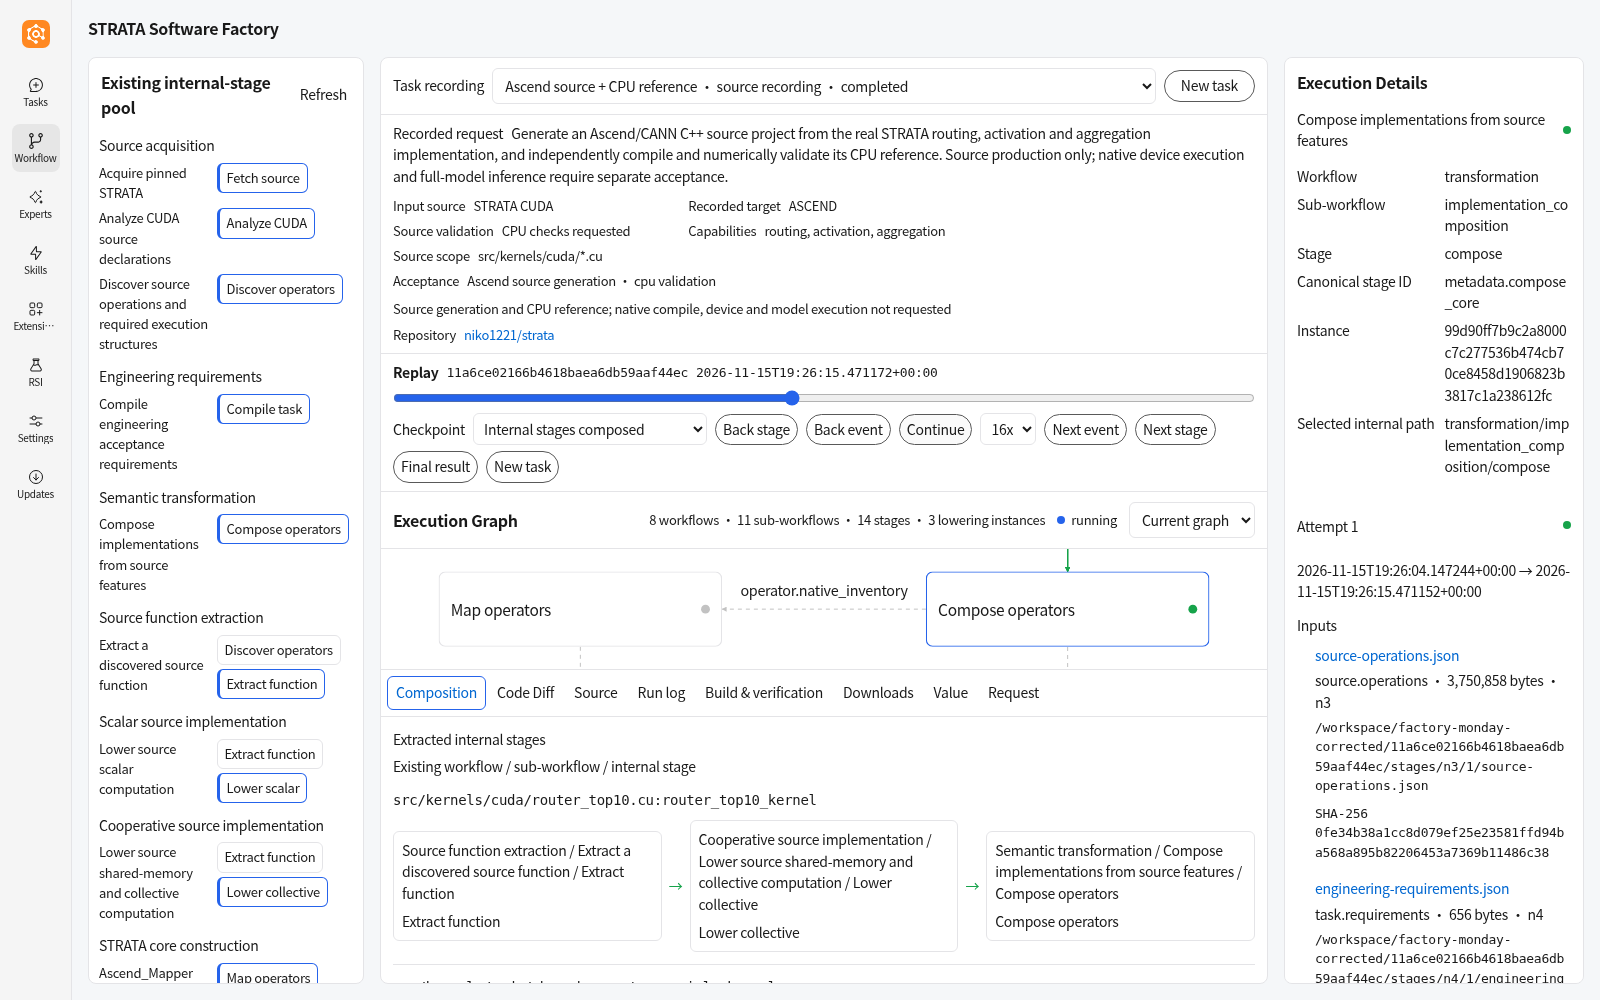 STRATA Software Factory
Tasks
Workflow
Experts
Skills
Extensi···
RSI
Settings
Updates
Existing internal-stage
pool
Refresh
Source acquisition
Acquire pinned
STRATA
Fetch source
Analyze CUDA
source
declarations
Analyze CUDA
Discover source
operations and
required execution
structures
Discover operators
Engineering requirements
Compile
engineering
acceptance
requirements
Compile task
Semantic transformation
Compose
implementations
from source
features
Compose operators
Source function extraction
Extract a
discovered source
function
Discover operators
Extract function
Scalar source implementation
Lower source
scalar
computation
Extract function
Lower scalar
Cooperative source implementation
Lower source
shared-memory
and collective
computation
Extract function
Lower collective
STRATA core construction
Ascend_Mapper
Map operators
Task recording
Ascend source + CPU reference • source recording • completed
New task
Recorded request Generate an Ascend/CANN C++ source project from the real STRATA routing, activation and aggregation
implementation, and independently compile and numerically validate its CPU reference. Source production only; native device execution
and full-model inference require separate acceptance.
Input source STRATA CUDA
Recorded target ASCEND
Source validation CPU checks requested
Capabilities routing, activation, aggregation
Source scope src/kernels/cuda/*.cu
Acceptance Ascend source generation • cpu validation
Source generation and CPU reference; native compile, device and model execution not requested
Repository niko1221/strata
Replay 11a6ce02166b4618baea6db59aaf44ec 2026-11-15T19:26:15.471172+00:00
Checkpoint
Internal stages composed
Back stage
Back event
Continue
16x
Next event
Next stage
Final result
New task
Execution Graph
8 workflows • 11 sub-workflows • 14 stages • 3 lowering instances
running
Current graph
Map operators
operator.native_inventory
Compose operators
Composition
Code Diff
Source
Run log
Build & verification
Downloads
Value
Request
Extracted internal stages
Existing workflow / sub-workflow / internal stage
src/kernels/cuda/router_top10.cu:router_top10_kernel
Source function extraction / Extract a
discovered source function / Extract
function
Extract function
→
Cooperative source implementation /
Lower source shared-memory and
collective computation / Lower
collective
Lower collective
→
Semantic transformation / Compose
implementations from source features /
Compose operators
Compose operators
Execution Details
Compose implementations from source
features
Workflow
transformation
Sub-workflow
implementation_co
mposition
Stage
compose
Canonical stage ID
metadata.compose
_core
Instance
99d90ff7b9c2a8000
c7c277536b474cb7
0ce8458d1906823b
3817c1a238612fc
Selected internal path
transformation/imp
lementation_comp
osition/compose
Attempt 1
2026-11-15T19:26:04.147244+00:00 → 2026-
11-15T19:26:15.471152+00:00
Inputs
source-operations.json
source.operations • 3,750,858 bytes •
n3
/workspace/factory-monday-
corrected/11a6ce02166b4618baea6db
59aaf44ec/stages/n3/1/source-
operations.json
SHA-256
0fe34b38a1cc8d079ef25e23581ffd94b
a568a895b82206453a7369b11486c38
engineering-requirements.json
task.requirements • 656 bytes • n4
/workspace/factory-monday-
corrected/11a6ce02166b4618baea6db
59aaf44ec/stages/n4/1/engineering